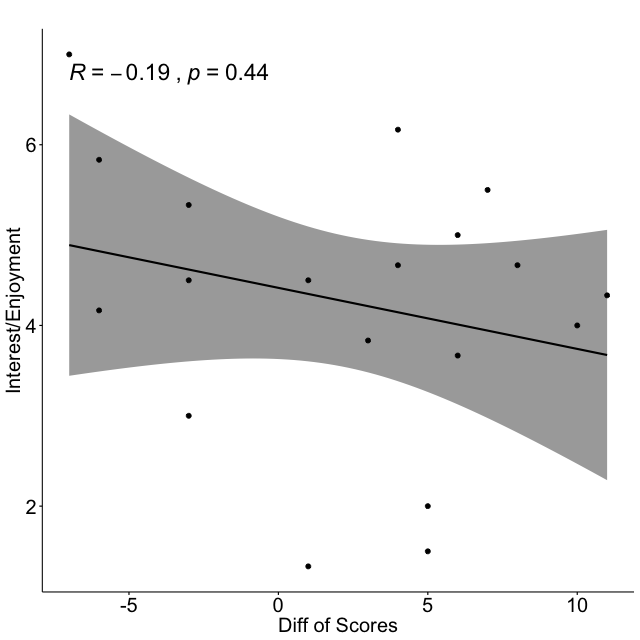 R = −0.19 , p = 0.44
6
4
2
Interest/Enjoyment
-5 0 5 10
Diff of Scores